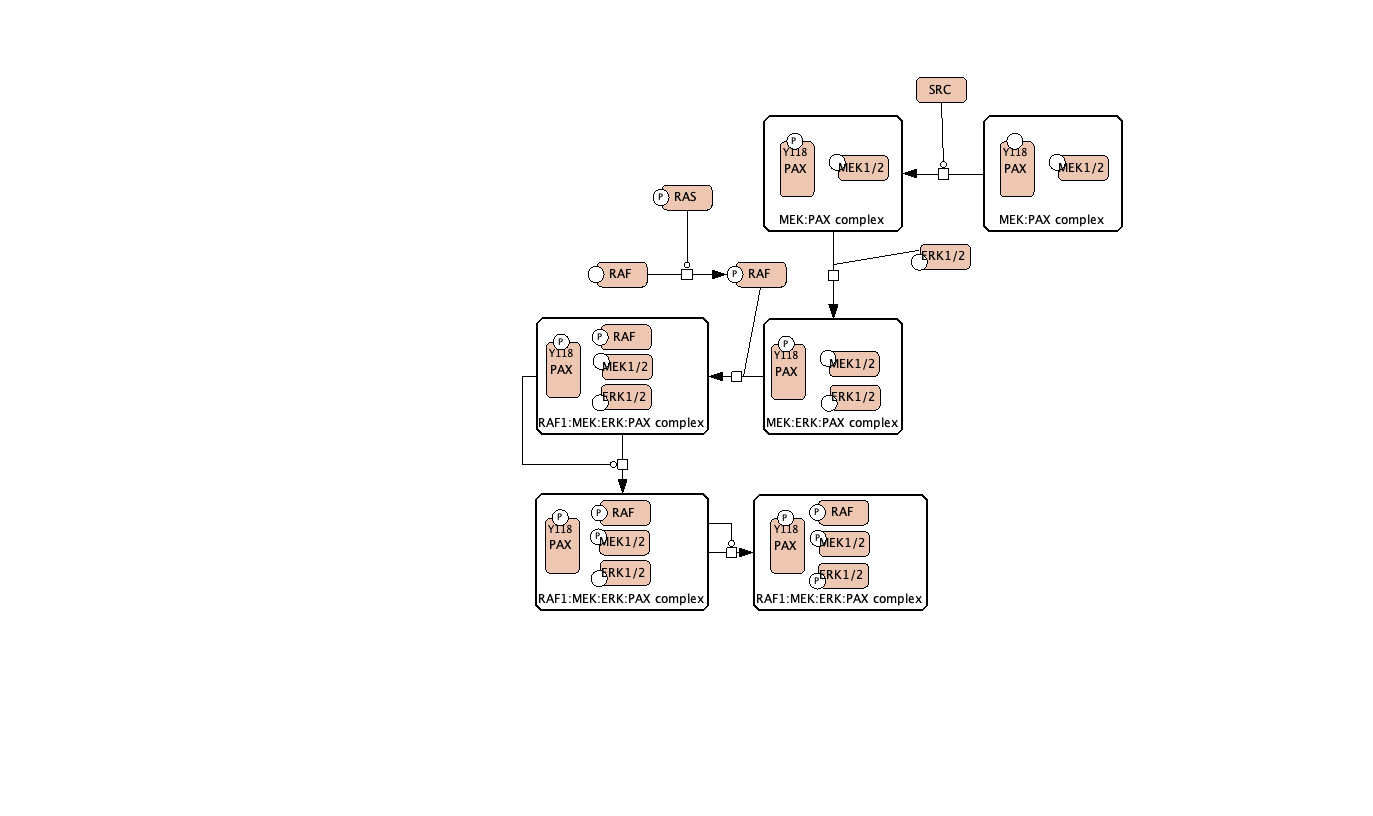 SRC
P
Y118
PAX
MEK1/2
MEK:PAX complex
Y118
PAX
MEK1/2
MEK:PAX complex
P
RAS
ERK1/2
RAF
P
RAF
P
Y118
PAX
P
RAF
MEK1/2
ERK1/2
RAF1:MEK:ERK:PAX complex
P
Y118
PAX
MEK1/2
ERK1/2
MEK:ERK:PAX complex
P
Y118
PAX
P
RAF
P
MEK1/2
ERK1/2
RAF1:MEK:ERK:PAX complex
P
Y118
PAX
P
RAF
P
MEK1/2
P
ERK1/2
RAF1:MEK:ERK:PAX complex